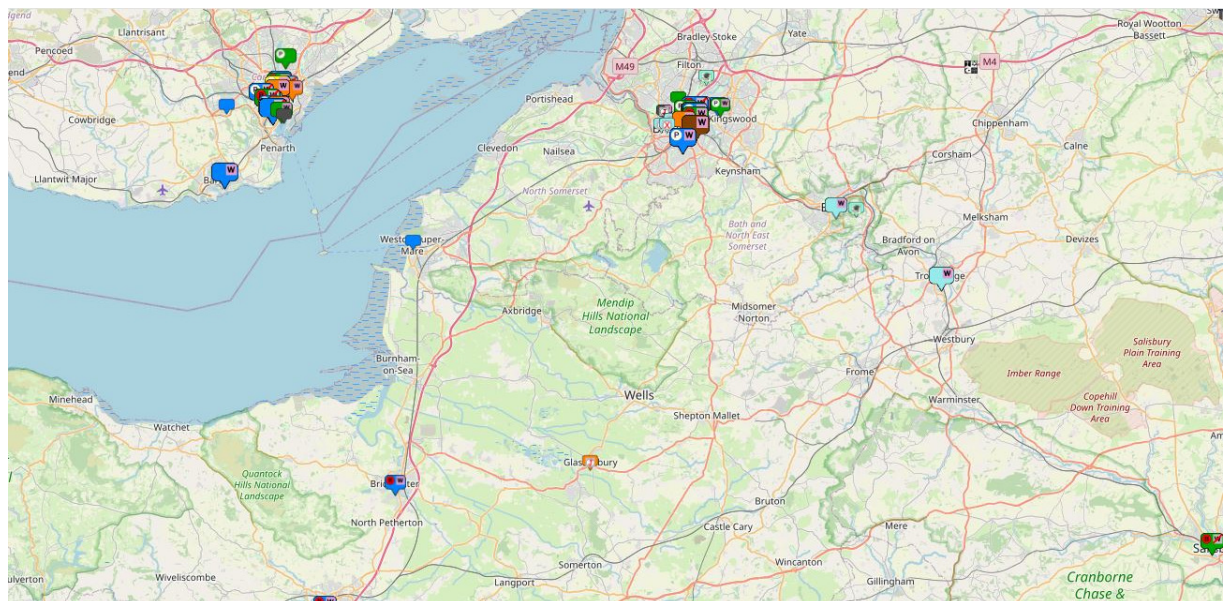 Llantrisant
Pencoed
Bradley Stoke
Yate
Royal Wootton
Bassett
Filton
M49
M4
Portishead
Cowbridge
Kingswood
Chippenham
Penarth
Clevedon
Nailsea
Calne
Corsham
Llantwit Major
Keynsham
North Somerset
Bath and
North East
Somerset
Melksham
Mare
Bradford on
Avon
Devizes
Axbridge
Mendip
Hills National
Landscape
Midsomer
Norton
Westbury
Salisbury
Plain Training
Area
Burnham-
on-Sea
Frome
Imber Range
Minehead
Wells
Warminster
Copehill
Down Training
Area
Watchet
Shepton Mallet
Quantock
Hills National
Landscape
Bruton
North Petherton
Castle Cary
Mere
Wiveliscombe
Langport
Somerton
Wincanton
Gillingham
Cranborne
Chase &